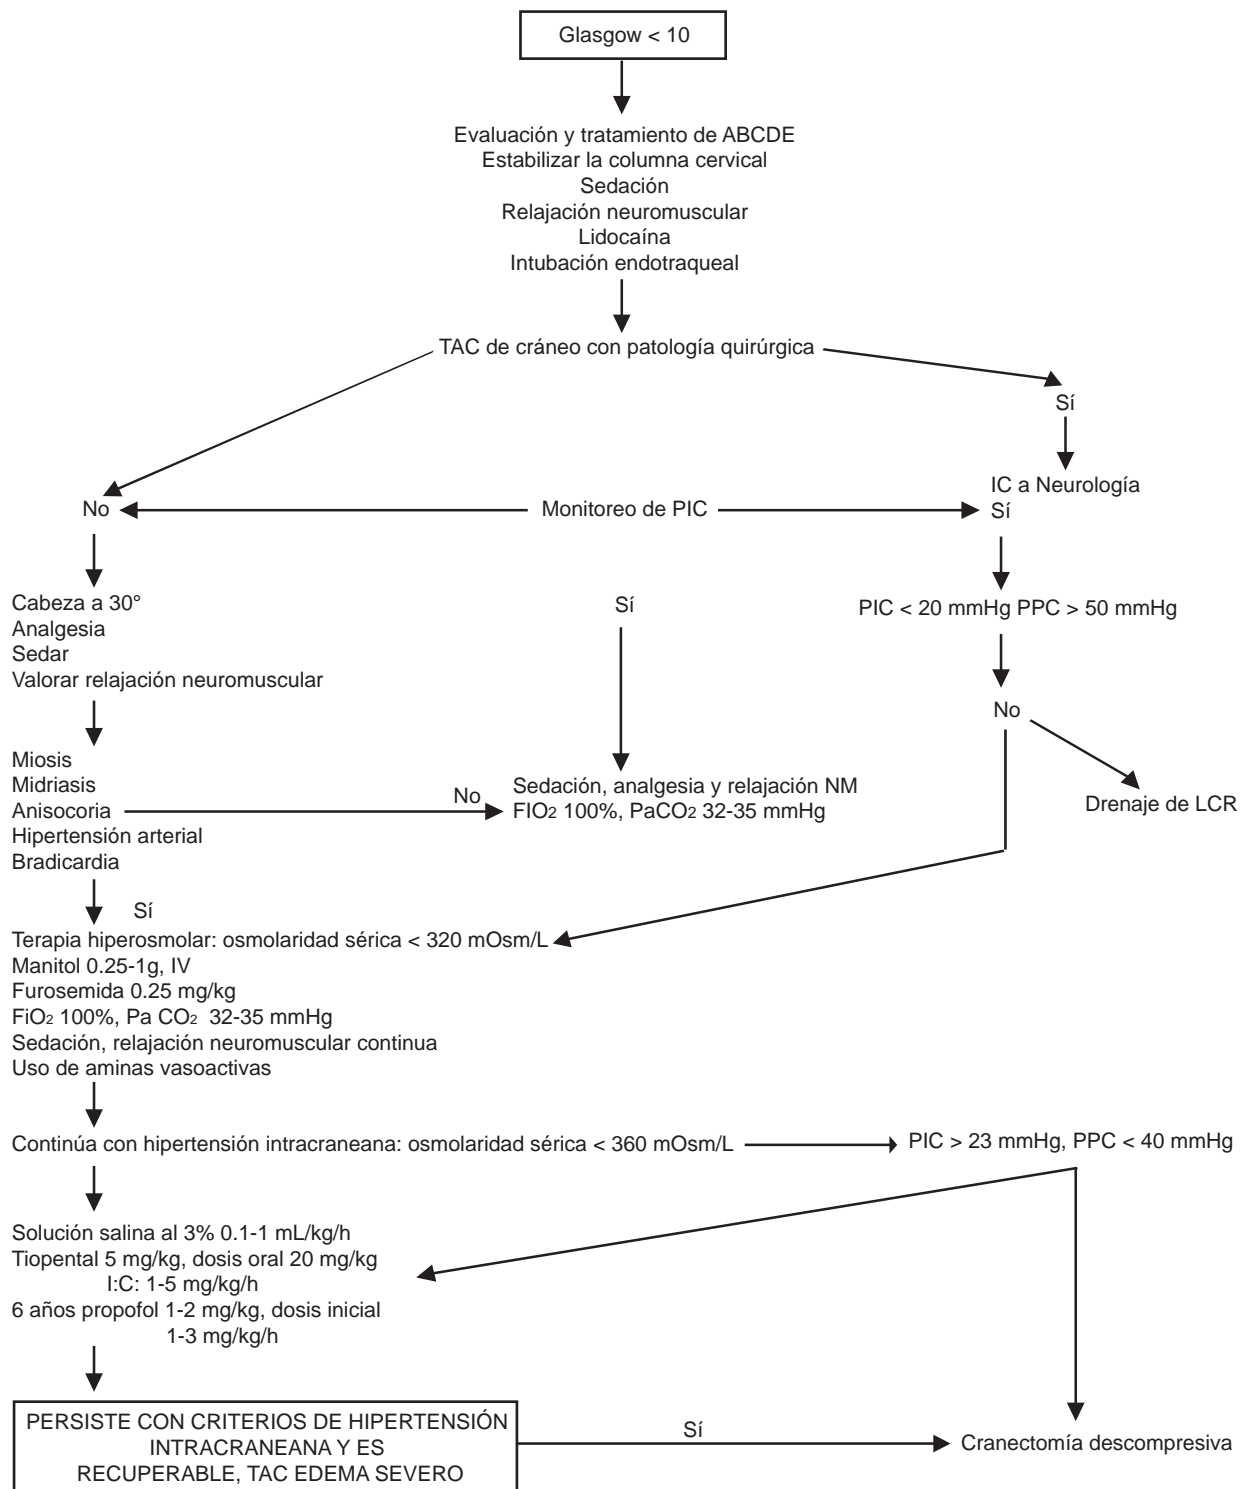 Glasgow < 10
Evaluación y tratamiento de ABCDE
Estabilizar la columna cervical
Sedación
Relajación neuromuscular
Lidocaína
Intubación endotraqueal
TAC de cráneo con patología quirúrgica
Sí
IC a Neurología
No
Monitoreo de PIC
Sí
Cabeza a 30°
Analgesia
Sedar
Valorar relajación neuromuscular
Sí
PIC < 20 mmHg PPC > 50 mmHg
No
Miosis
Midriasis
Anisocoria
Hipertensión arterial
Bradicardia
No
Sedación, analgesia y relajación NM
FIO2 100%, PaCO2 32-35 mmHg
Drenaje de LCR
Sí
Terapia hiperosmolar: osmolaridad sérica < 320 mOsm/L
Manitol 0.25-1g, IV
Furosemida 0.25 mg/kg
FiO2 100%, Pa CO2 32-35 mmHg
Sedación, relajación neuromuscular continua
Uso de aminas vasoactivas
Continúa con hipertensión intracraneana: osmolaridad sérica < 360 mOsm/L
PIC > 23 mmHg, PPC < 40 mmHg
Solución salina al 3% 0.1-1 mL/kg/h
Tiopental 5 mg/kg, dosis oral 20 mg/kg
I:C: 1-5 mg/kg/h
6 años propofol 1-2 mg/kg, dosis inicial
1-3 mg/kg/h
PERSISTE CON CRITERIOS DE HIPERTENSIÓN
INTRACRANEANA Y ES
RECUPERABLE, TAC EDEMA SEVERO
Sí
Cranectomía descompresiva